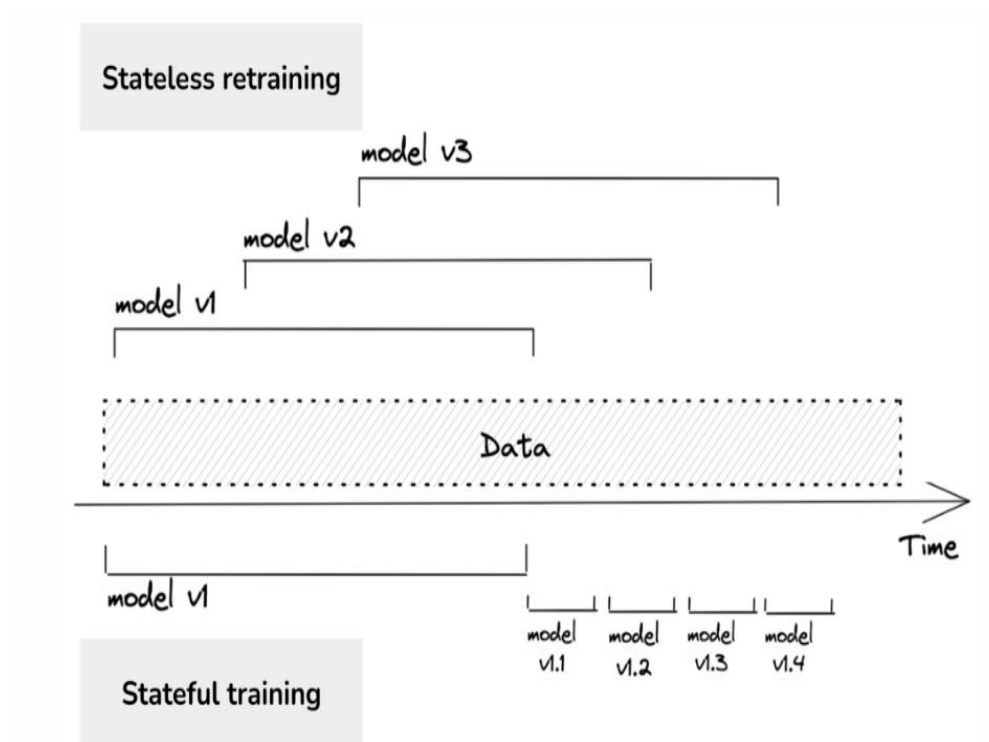 Stateless retraining
model v3
model v2
model v1
Data
Time
model v1
model
v1.1
model
v1.2
model
v1.3
model
v1.4
Stateful training